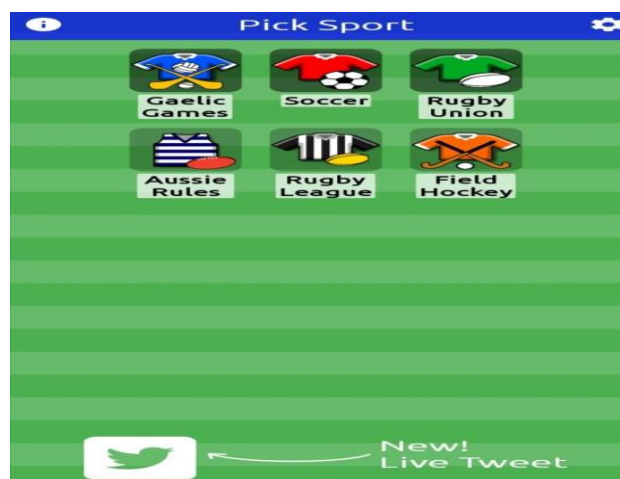 Pick Sport
Gaelic
Games
Soccer
Rugby
Union
Aussie
Rules
Rugby
League
Field
Hockey
New!
Live Tweet